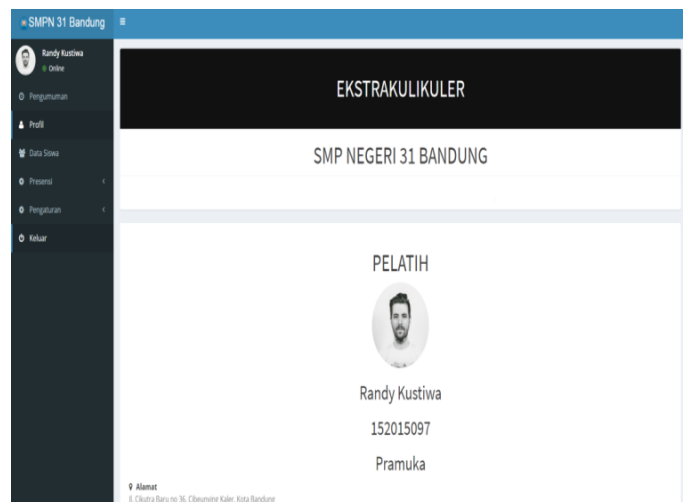 SMPN 31 Bandung
Randy Kustiwa
Online
Pengumuman
Profil
Data Siswa
Presensi
Pengaturan
Keluar
EKSTRAKULIKULER
SMP NEGERI 31 BANDUNG
PELATIH
Randy Kustiwa
152015097
Pramuka
Alamat
Jl. Cikutra Baru no 36, Cibeunying Kaler, Kota Bandung